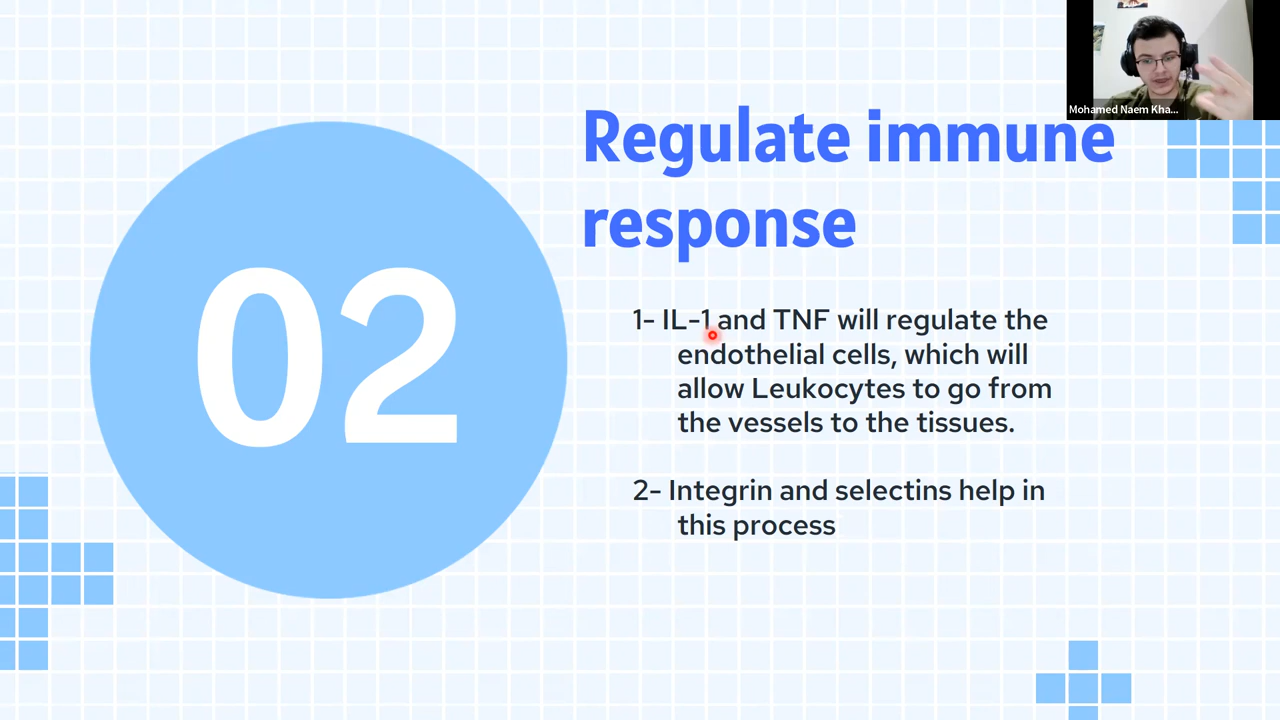 Mohamed Naem Kha...
Regulate immune
response
02
1- IL-1 and TNF will regulate the
endothelial cells, which will
allow Leukocytes to go from
the vessels to the tissues.
2- Integrin and selectins help in
this process